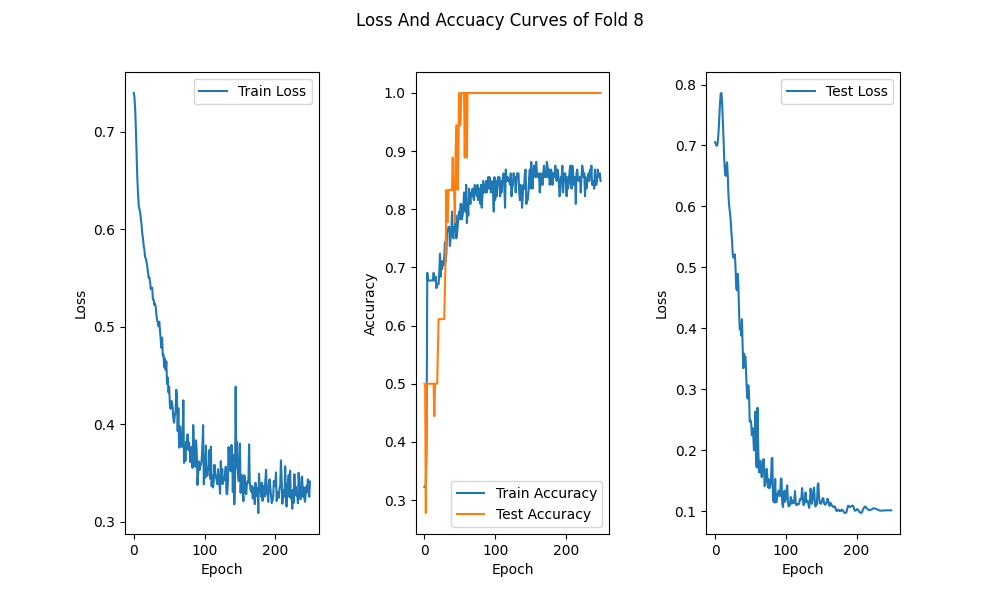 Loss And Accuacy Curves of Fold 8
Train Loss
0.7
0.6
0.5
0.4
0.3
Loss
0 100 200
Epoch
1.0
0.9
0.8
0.7
0.6
0.5
0.4
0.3
Accuracy
Train Accuracy
Test Accuracy
0 100 200
Epoch
Test Loss
0.8
0.7
0.6
0.5
0.4
0.3
0.2
0.1
Loss
0 100 200
Epoch